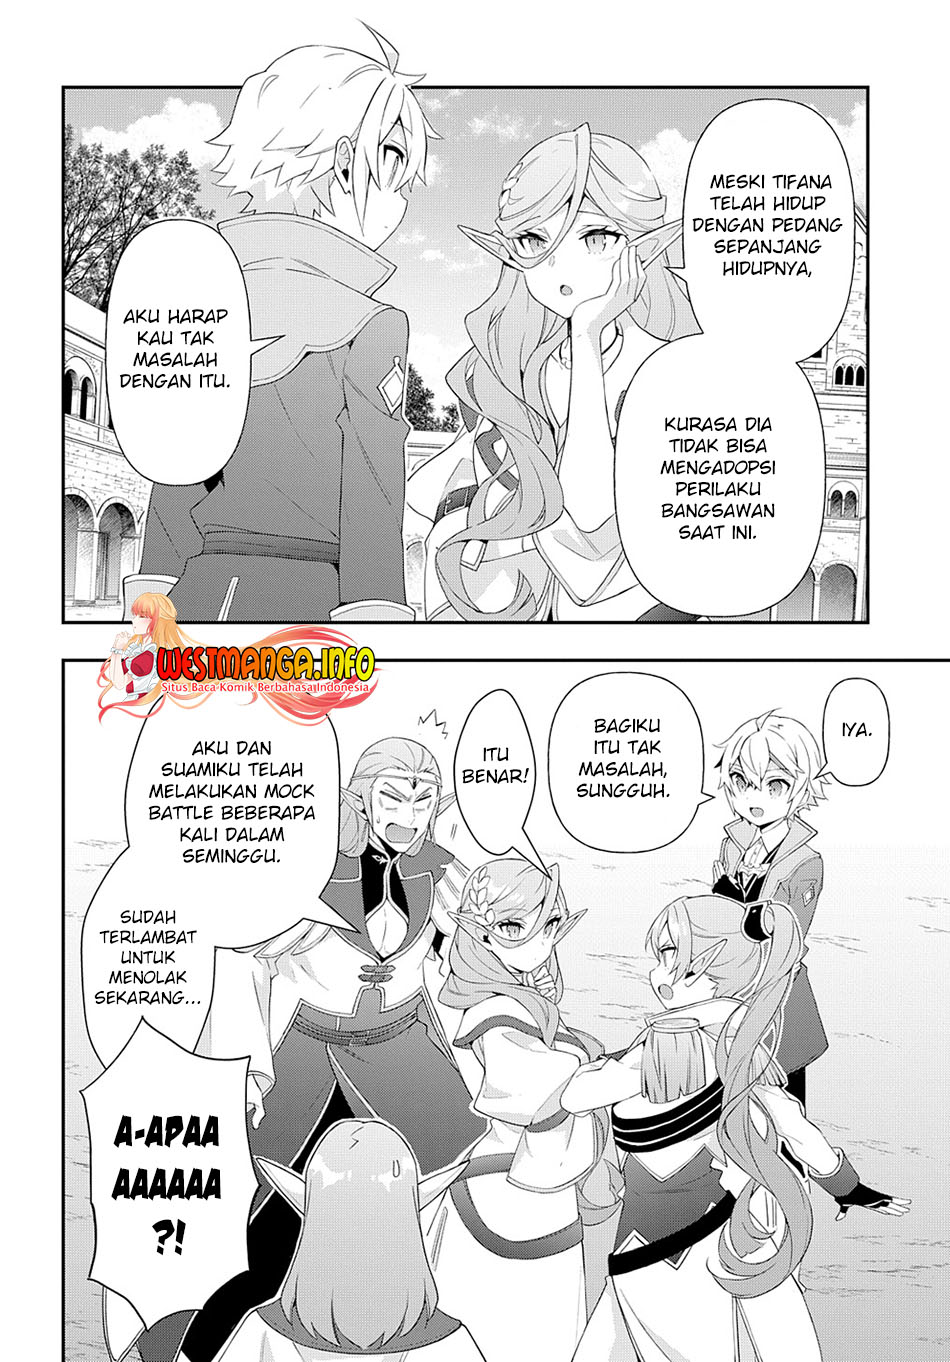 MESKI TIFANA
TELAH HIDUP
DENGAN PEDANG
SEPANJANG
HIDUPNYA,
KURASA DIA
TIDAK BISA
MENGADOPSI
PERILAKU
BANGSAWAN
SAAT INI.
AKU HARAP
KAU TAK
MASALAH
DENGAN ITU.
WESTMANGA.INFO
Situs Baca Komik Berbahasa Indonesia
IYA.
BAGIKU
ITU TAK
MASALAH,
SUNGGUH.
ITU
BENAR!
AKU DAN
SUAMIKU TELAH
MELAKUKAN MOCK
BATTLE BEBERAPA
KALI DALAM
SEMINGGU.
SUDAH
TERLAMBAT
UNTUK
MENOLAK
SEKARANG...
A-APAA
AAAAAA
?!